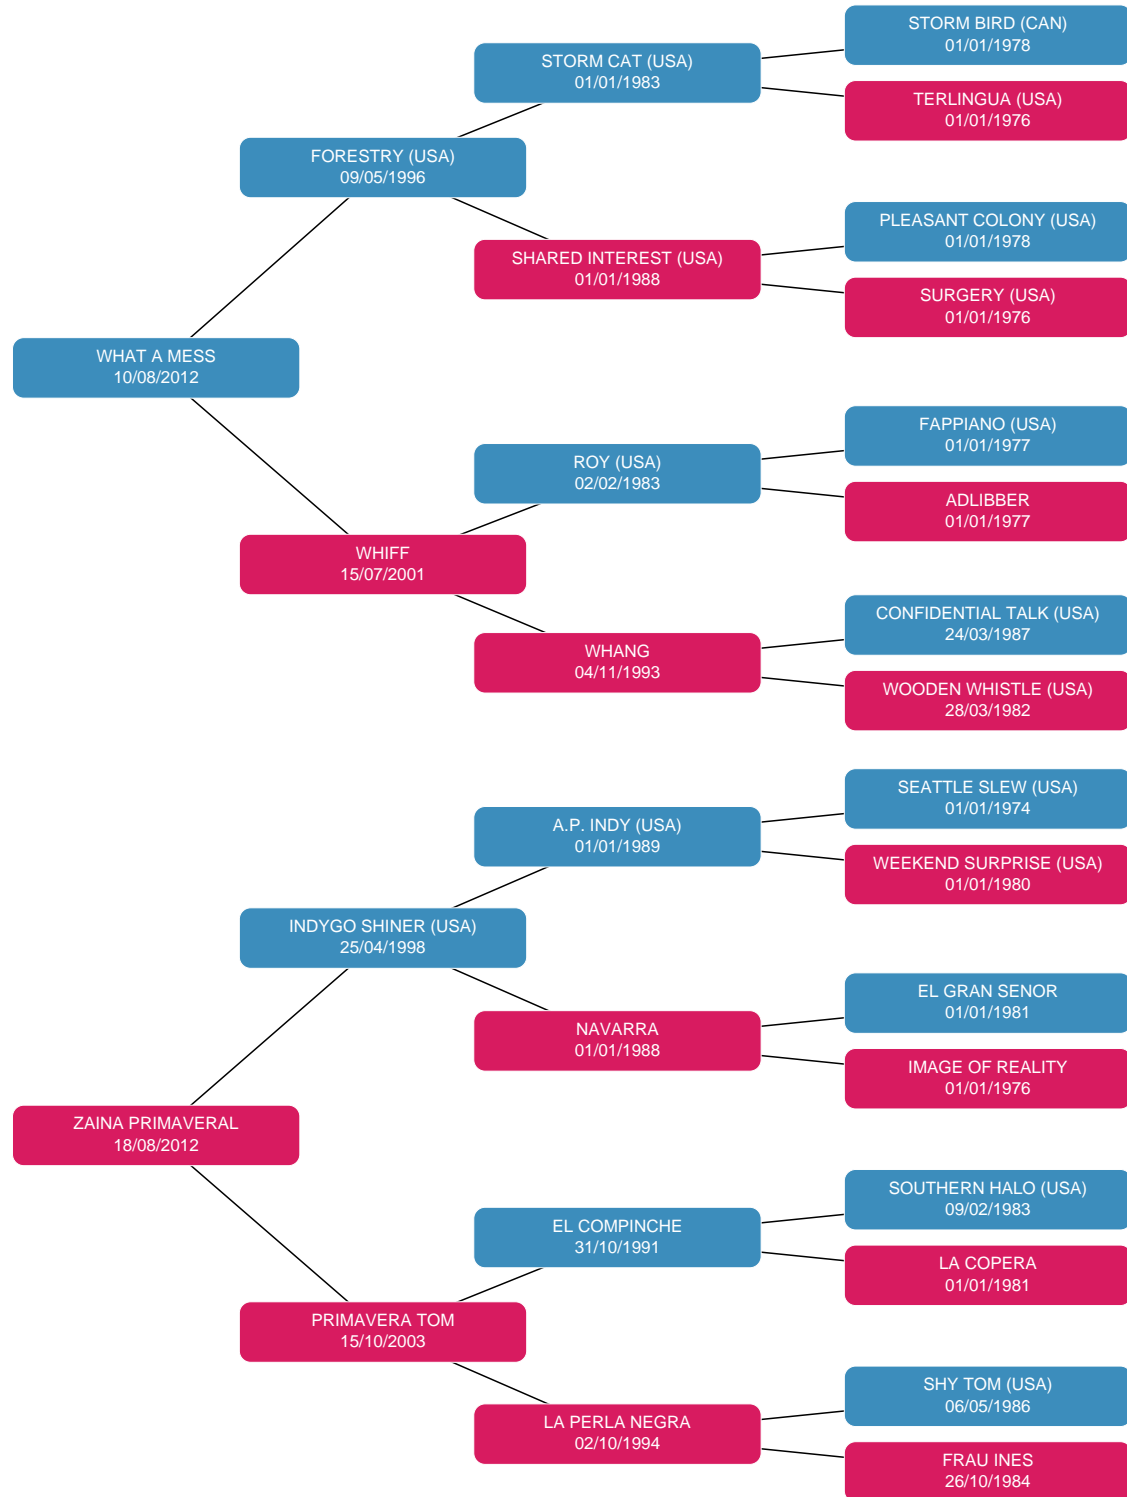 STORM BIRD (CAN)
01/01/1978
STORM CAT (USA)
01/01/1983
TERLINGUA (USA)
01/01/1976
FORESTRY (USA)
09/05/1996
PLEASANT COLONY (USA)
01/01/1978
SHARED INTEREST (USA)
01/01/1988
SURGERY (USA)
01/01/1976
WHAT A MESS
10/08/2012
FAPPIANO (USA)
01/01/1977
ROY (USA)
02/02/1983
ADLIBBER
01/01/1977
WHIFF
15/07/2001
CONFIDENTIAL TALK (USA)
24/03/1987
WHANG
04/11/1993
WOODEN WHISTLE (USA)
28/03/1982
SEATTLE SLEW (USA)
01/01/1974
A.P. INDY (USA)
01/01/1989
WEEKEND SURPRISE (USA)
01/01/1980
INDYGO SHINER (USA)
25/04/1998
EL GRAN SENOR
01/01/1981
NAVARRA
01/01/1988
IMAGE OF REALITY
01/01/1976
ZAINA PRIMAVERAL
18/08/2012
SOUTHERN HALO (USA)
09/02/1983
EL COMPINCHE
31/10/1991
LA COPERA
01/01/1981
PRIMAVERA TOM
15/10/2003
SHY TOM (USA)
06/05/1986
LA PERLA NEGRA
02/10/1994
FRAU INES
26/10/1984